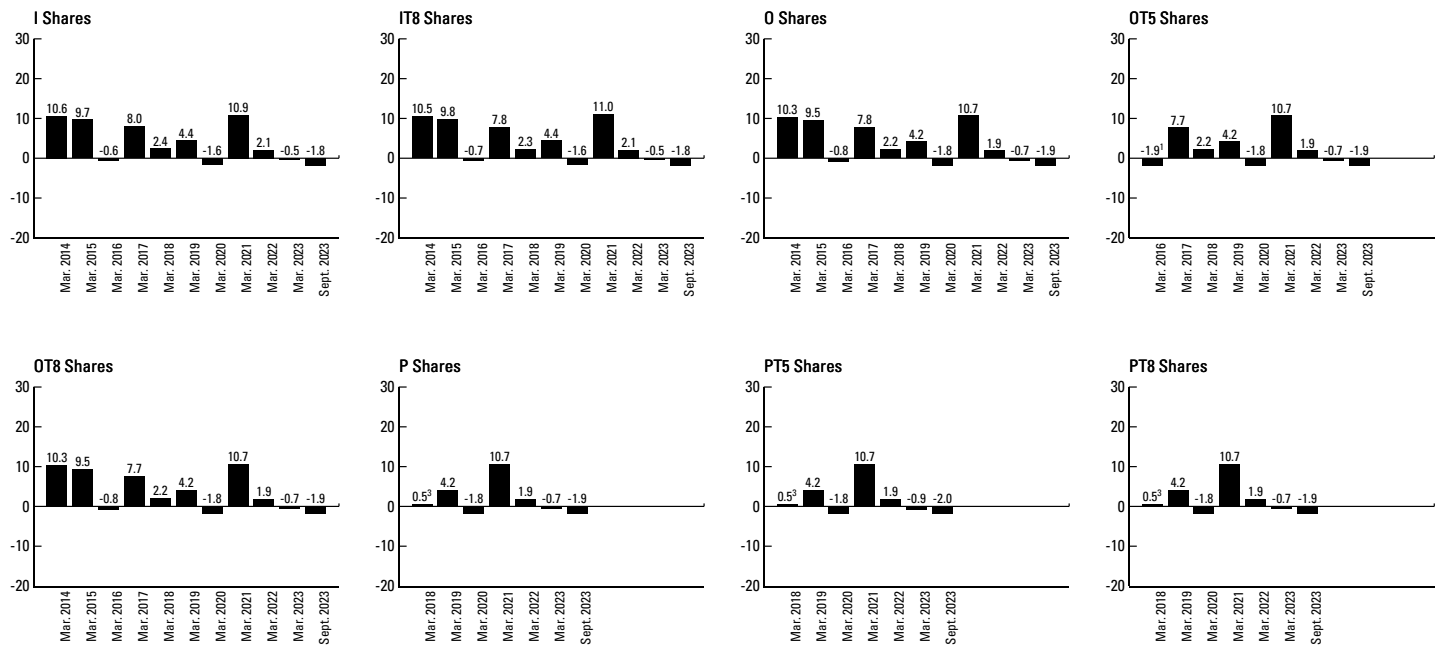 I Shares
30
20
10
0
-10
-20
10.6 9.7 -0.6 8.0 2.4 4.4 -1.6 10.9 2.1 -0.5 -1.8
Mar. 2014
Mar. 2015
Mar. 2016
Mar. 2017
Mar. 2018
Mar. 2019
Mar. 2020
Mar. 2021
Mar. 2022
Mar. 2023
Sept. 2023
IT8 Shares
30
20
10
0
-10
-20
10.5 9.8 -0.7 7.8 2.3 4.4 -1.6 11.0 2.1 -0.5 -1.8
Mar. 2014
Mar. 2015
Mar. 2016
Mar. 2017
Mar. 2018
Mar. 2019
Mar. 2020
Mar. 2021
Mar. 2022
Mar. 2023
Sept. 2023
O Shares
30
20
10
0
-10
-20
10.3 9.5 -0.8 7.8 2.2 4.2 -1.8 10.7 1.9 -0.7 -1.9
Mar. 2014
Mar. 2015
Mar. 2016
Mar. 2017
Mar. 2018
Mar. 2019
Mar. 2020
Mar. 2021
Mar. 2022
Mar. 2023
Sept. 2023
OT5 Shares
30
20
10
0
-10
-20
-1.9¹ 7.7 2.2 4.2 -1.8 10.7 1.9 -0.7 -1.9
Mar. 2016
Mar. 2017
Mar. 2018
Mar. 2019
Mar. 2020
Mar. 2021
Mar. 2022
Mar. 2023
Sept. 2023
OT8 Shares
30
20
10
0
-10
-20
10.3 9.5 -0.8 7.7 2.2 4.2 -1.8 10.7 1.9 -0.7 -1.9
Mar. 2014
Mar. 2015
Mar. 2016
Mar. 2017
Mar. 2018
Mar. 2019
Mar. 2020
Mar. 2021
Mar. 2022
Mar. 2023
Sept. 2023
P Shares
30
20
10
0
-10
-20
0.5³ 4.2 -1.8 10.7 1.9 -0.7 -1.9
Mar. 2018
Mar. 2019
Mar. 2020
Mar. 2021
Mar. 2022
Mar. 2023
Sept. 2023
PT5 Shares
30
20
10
0
-10
-20
0.5³ 4.2 -1.8 10.7 1.9 -0.9 -2.0
Mar. 2018
Mar. 2019
Mar. 2020
Mar. 2021
Mar. 2022
Mar. 2023
Sept. 2023
PT8 Shares
30
20
10
0
-10
-20
0.5³ 4.2 -1.8 10.7 1.9 -0.7 -1.9
Mar. 2018
Mar. 2019
Mar. 2020
Mar. 2021
Mar. 2022
Mar. 2023
Sept. 2023